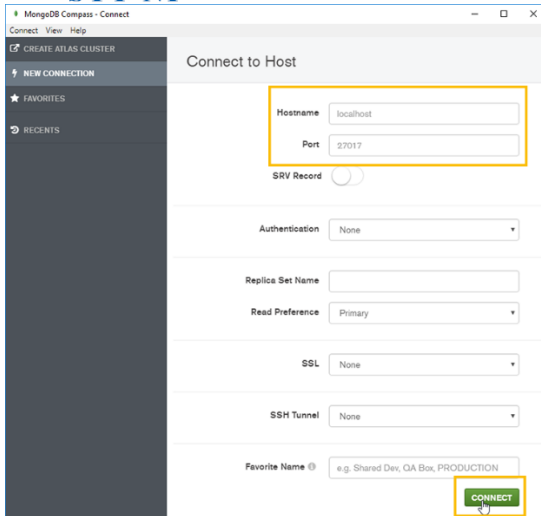 MongoDB Compass - Connect
Connect View Help
CREATE ATLAS CLUSTER
NEW CONNECTION
FAVORITES
RECENTS
Connect to Host
Hostname localhost
Port 27017
SRV Record
Authentication None
Replica Set Name
Read Preference Primary
SSL None
SSH Tunnel None
Favorite Name e.g. Shared Dev, QA Box, PRODUCTION
CONNECT